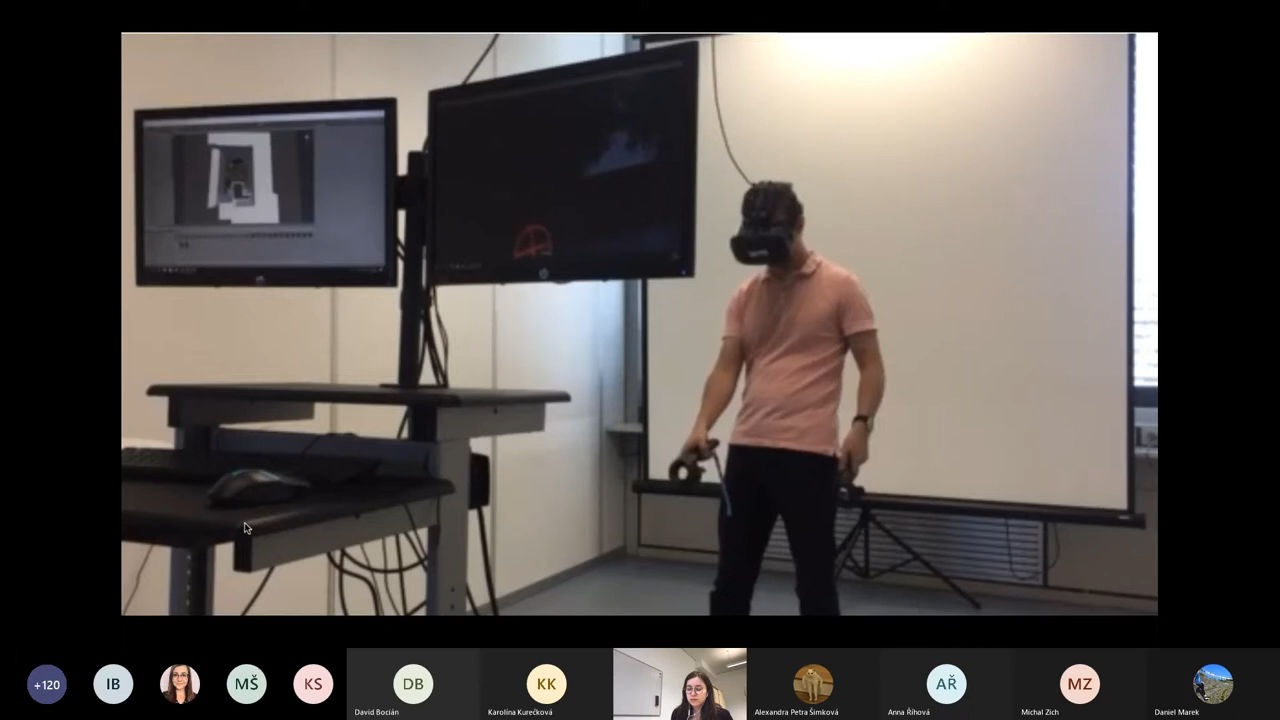 +120
IB
MŠ
KS
DB
David Bocián
KK
Karolína Kurečková
Alexandra Petra Šimková
AŘ
Anna Říhová
MZ
Michal Zich
Daniel Marek